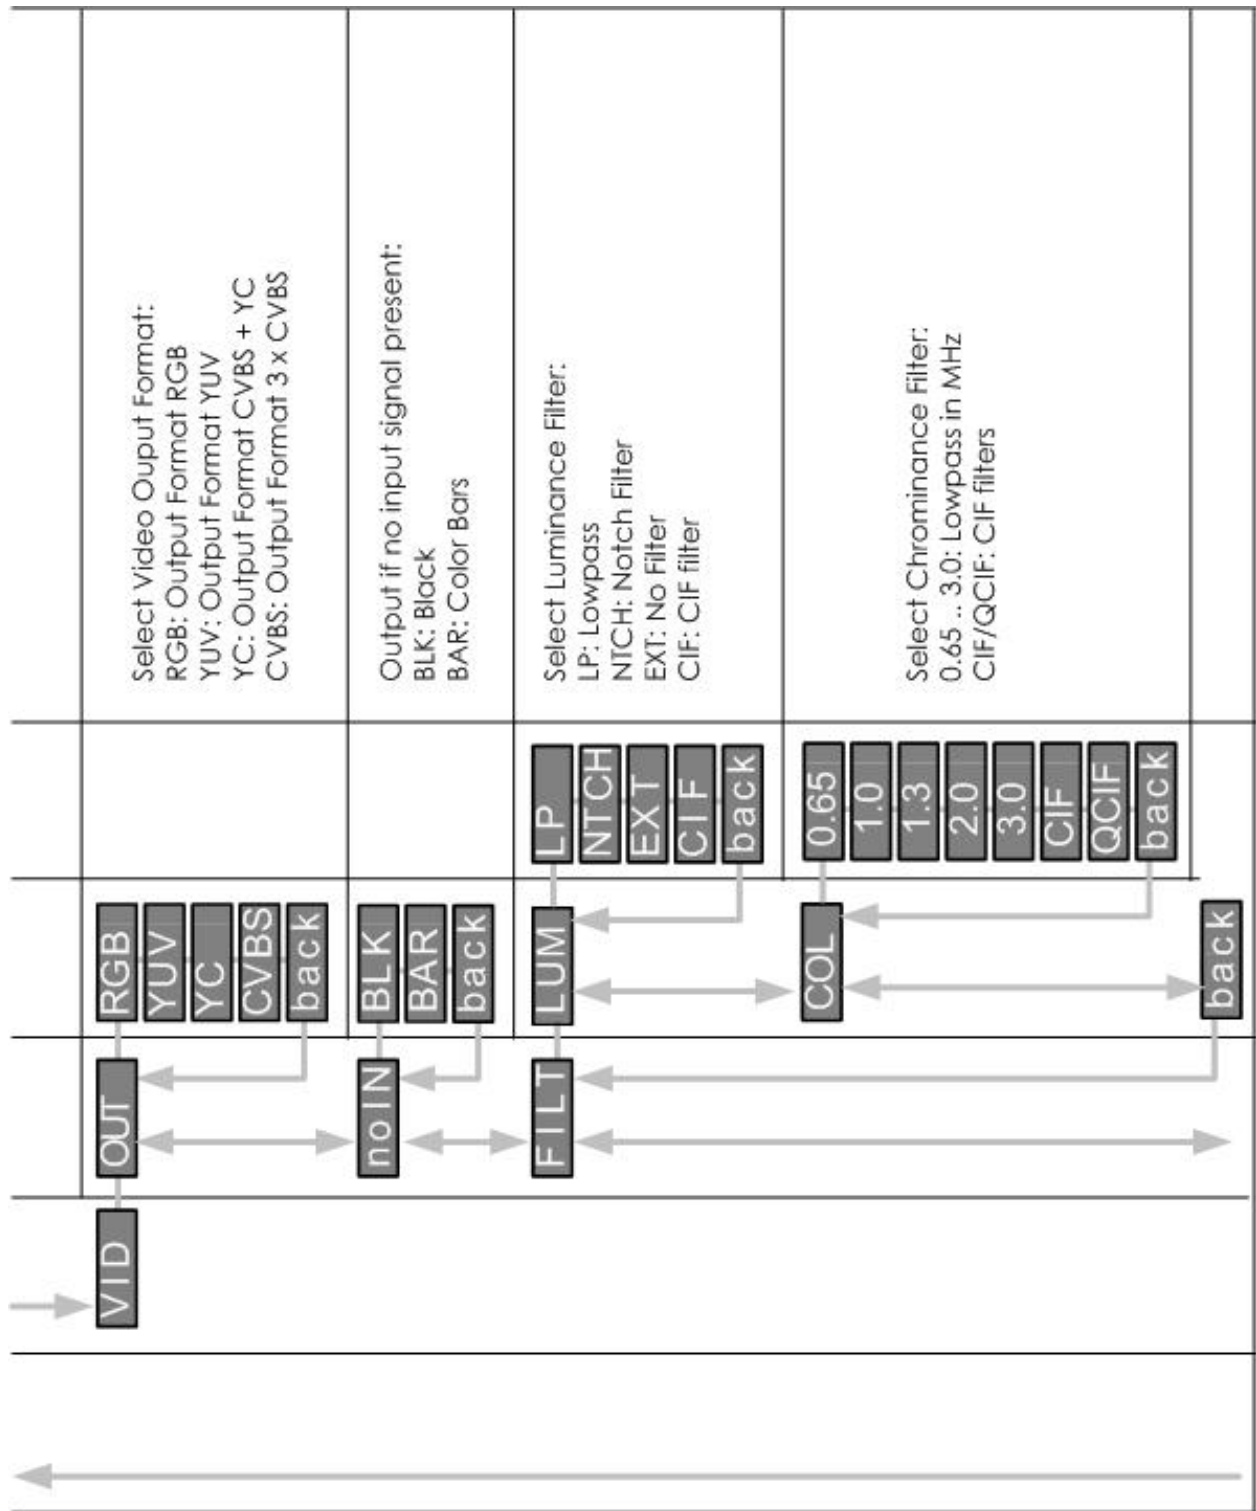 VID
OUT
RGB
YUV
YC
CVBS
back
Select Video Ouput Format:
RGB: Output Format RGB
YUV: Output Format YUV
YC: Output Format CVBS + YC
CVBS: Output Format 3 x CVBS
noIN
BLK
BAR
back
Output if no input signal present:
BLK: Black
BAR: Color Bars
FILT
LUM
LP
NTCH
EXT
CIF
back
Select Luminance Filter:
LP: Lowpass
NTCH: Notch Filter
EXT: No Filter
CIF: CIF filter
COL
0.65
1.0
1.3
2.0
3.0
CIF
QCIF
back
Select Chrominance Filter:
0.65 .. 3.0: Lowpass in MHz
CIF/QCIF: CIF filters
back